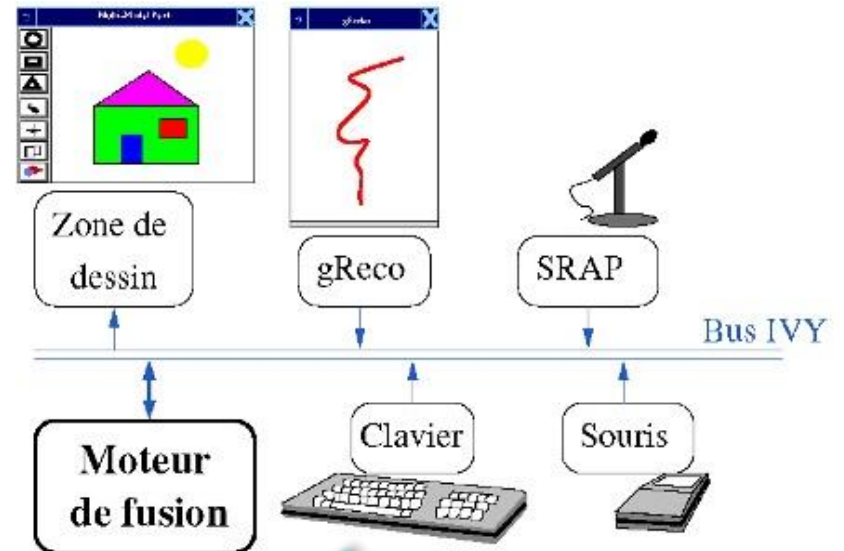 Zone de
dessin
gReco
SRAP
Bus IVY
Moteur
de fusion
Clavier
Souris